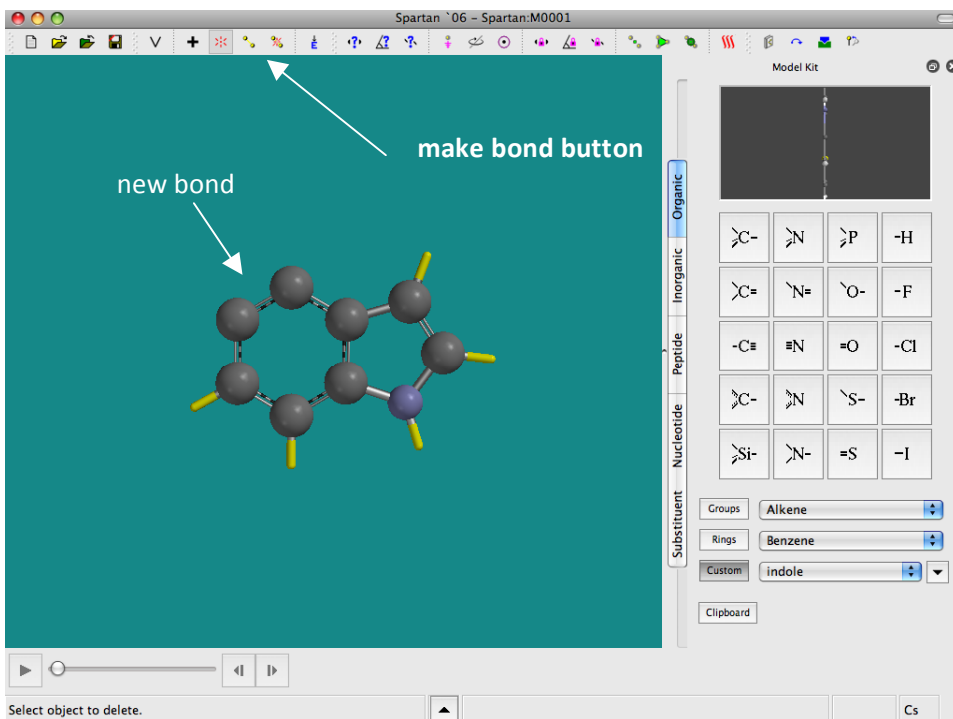 Spartan `06 – Spartan:M0001
Model Kit
make bond button
new bond
Organic
Inorganic
Peptide
Nucleotide
Substituent
C- N P -H
C= N= O- -F
-C≡ ≡N =O -Cl
C- N S- -Br
Si- N- =S -I
Groups Alkene
Rings Benzene
Custom indole
Clipboard
Select object to delete.
Cs